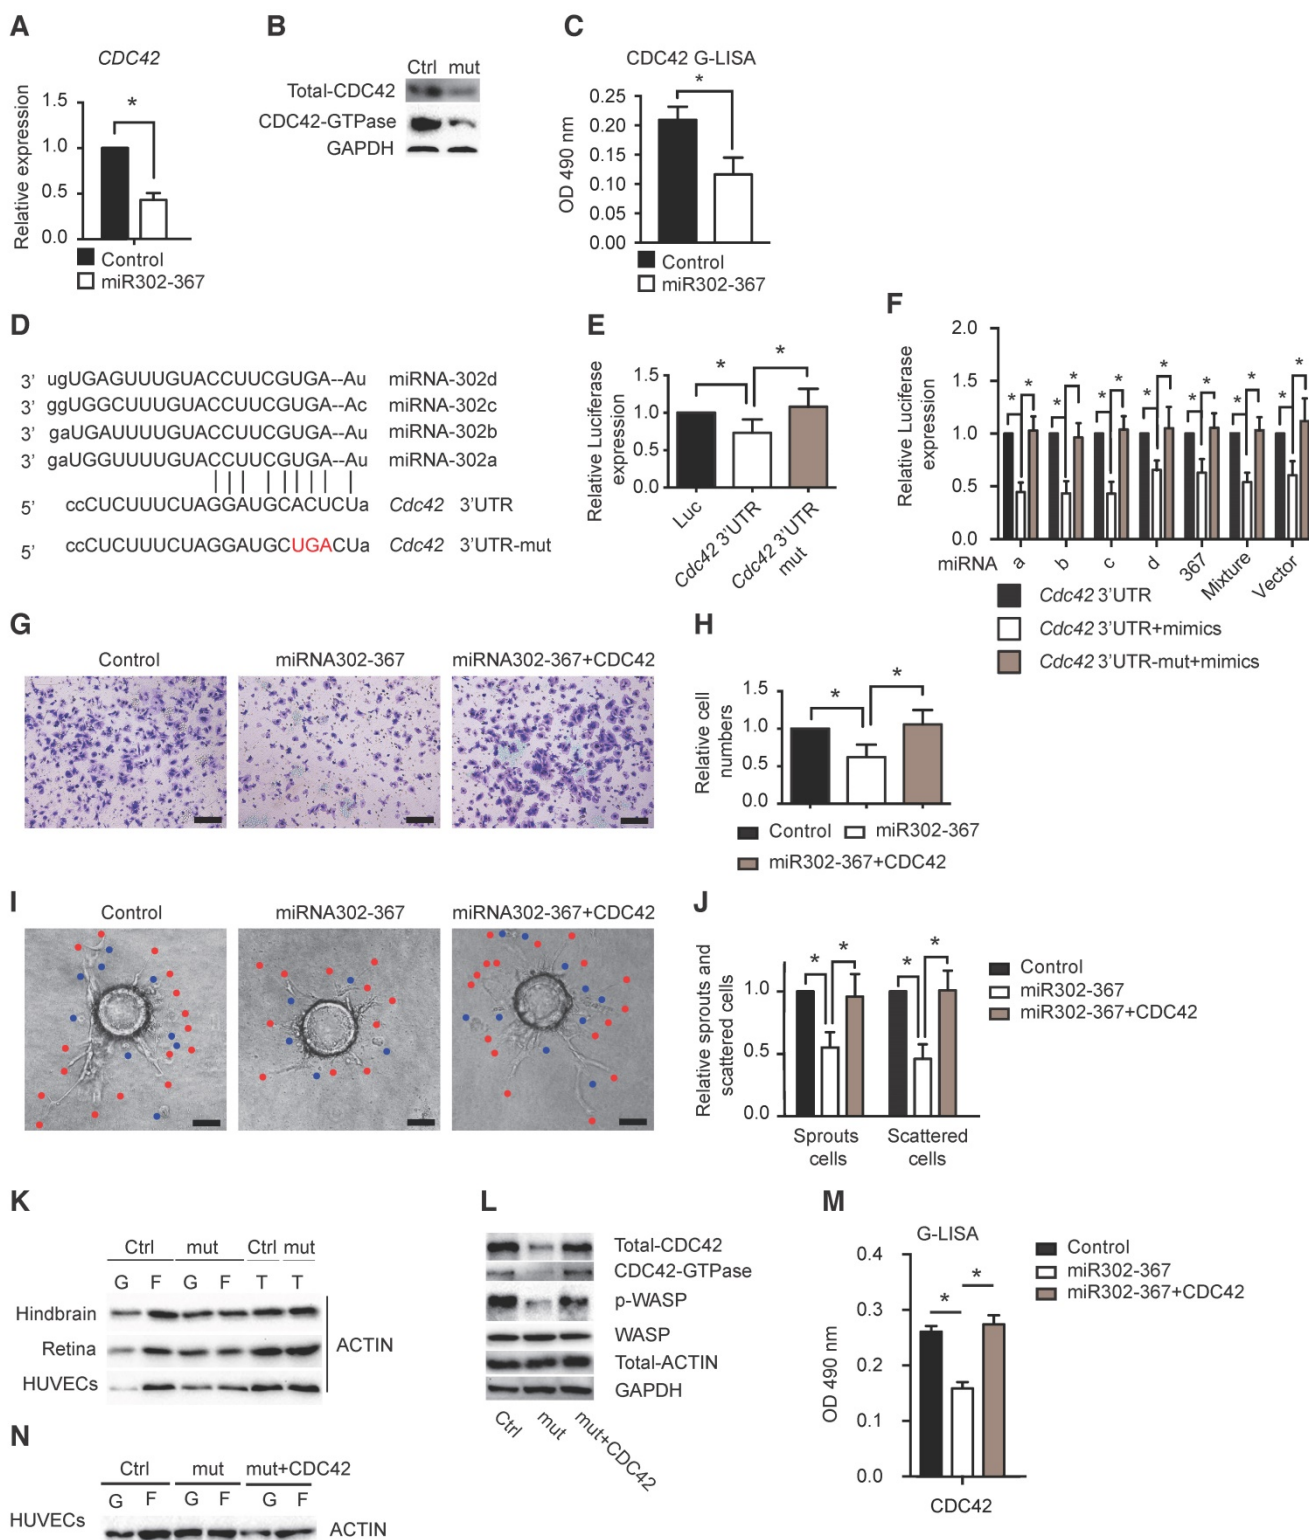 A
CDC42
Relative expression
1.5
1.0
0.5
0.0
*
Control
miR302-367
B
Ctrl mut
Total-CDC42
CDC42-GTPase
GAPDH
C
CDC42 G-LISA
OD 490 nm
0.25
0.20
0.15
0.10
0.05
0.00
*
Control
miR302-367
D
3' ugUGAGUUUGUACCUUCGUGA--Au miRNA-302d
3' ggUGGCUUUGUACCUUCGUGA--Ac miRNA-302c
3' gaUGAUUUUGUACCUUCGUGA--Au miRNA-302b
3' gaUGGUUUUGUACCUUCGUGA--Au miRNA-302a
5' ccCUCUUUCUAGGAUGCACUCUa Cdc42 3'UTR
5' ccCUCUUUCUAGGAUGCUGACUa Cdc42 3'UTR-mut
E
Relative Luciferase expression
1.5
1.0
0.5
0.0
* *
Luc
Cdc42 3'UTR
Cdc42 3'UTR mut
F
Relative Luciferase expression
2.0
1.5
1.0
0.5
0.0
* * * * * * * * * * * * * *
miRNA a b c d 367 Mixture Vector
Cdc42 3'UTR
Cdc42 3'UTR+mimics
Cdc42 3'UTR-mut+mimics
G
Control miRNA302-367 miRNA302-367+CDC42
H
Relative cell numbers
1.5
1.0
0.5
0.0
* *
Control miR302-367
miR302-367+CDC42
I
Control miRNA302-367 miRNA302-367+CDC42
J
Relative sprouts and scattered cells
1.0
0.5
0.0
* * * *
Sprouts cells
Scattered cells
Control
miR302-367
miR302-367+CDC42
K
Ctrl mut Ctrl mut
G F G F T T
Hindbrain
Retina
HUVECs
ACTIN
L
Total-CDC42
CDC42-GTPase
p-WASP
WASP
Total-ACTIN
GAPDH
Ctrl mut mut+CDC42
M
G-LISA
OD 490 nm
0.4
0.3
0.2
0.1
0.0
* *
CDC42
Control
miR302-367
miR302-367+CDC42
N
Ctrl mut mut+CDC42
G F G F G F
HUVECs
ACTIN